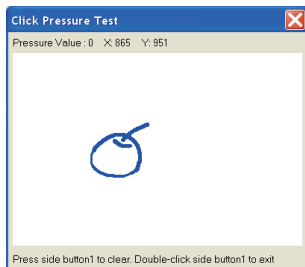 Click Pressure Test
Pressure Value : 0 X: 865 Y: 951
Press side button1 to clear. Double-click side button1 to exit